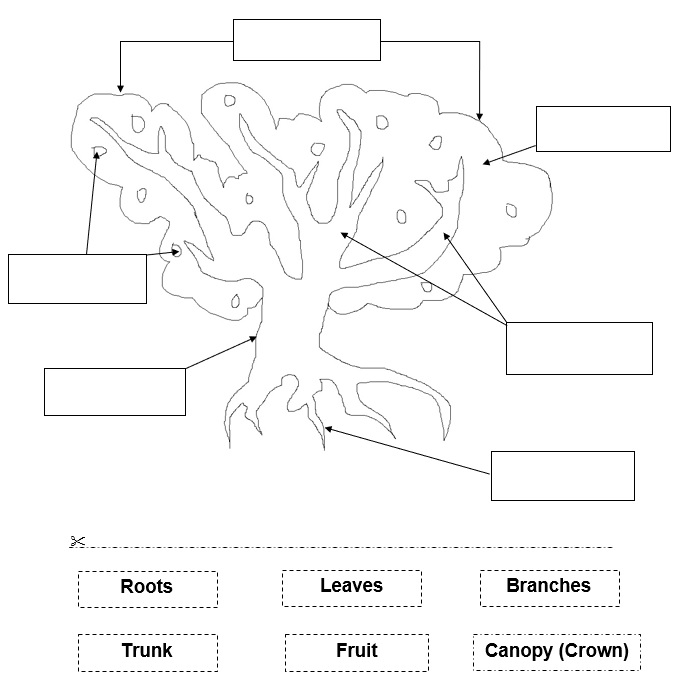 Roots
Leaves
Branches
Trunk
Fruit
Canopy (Crown)